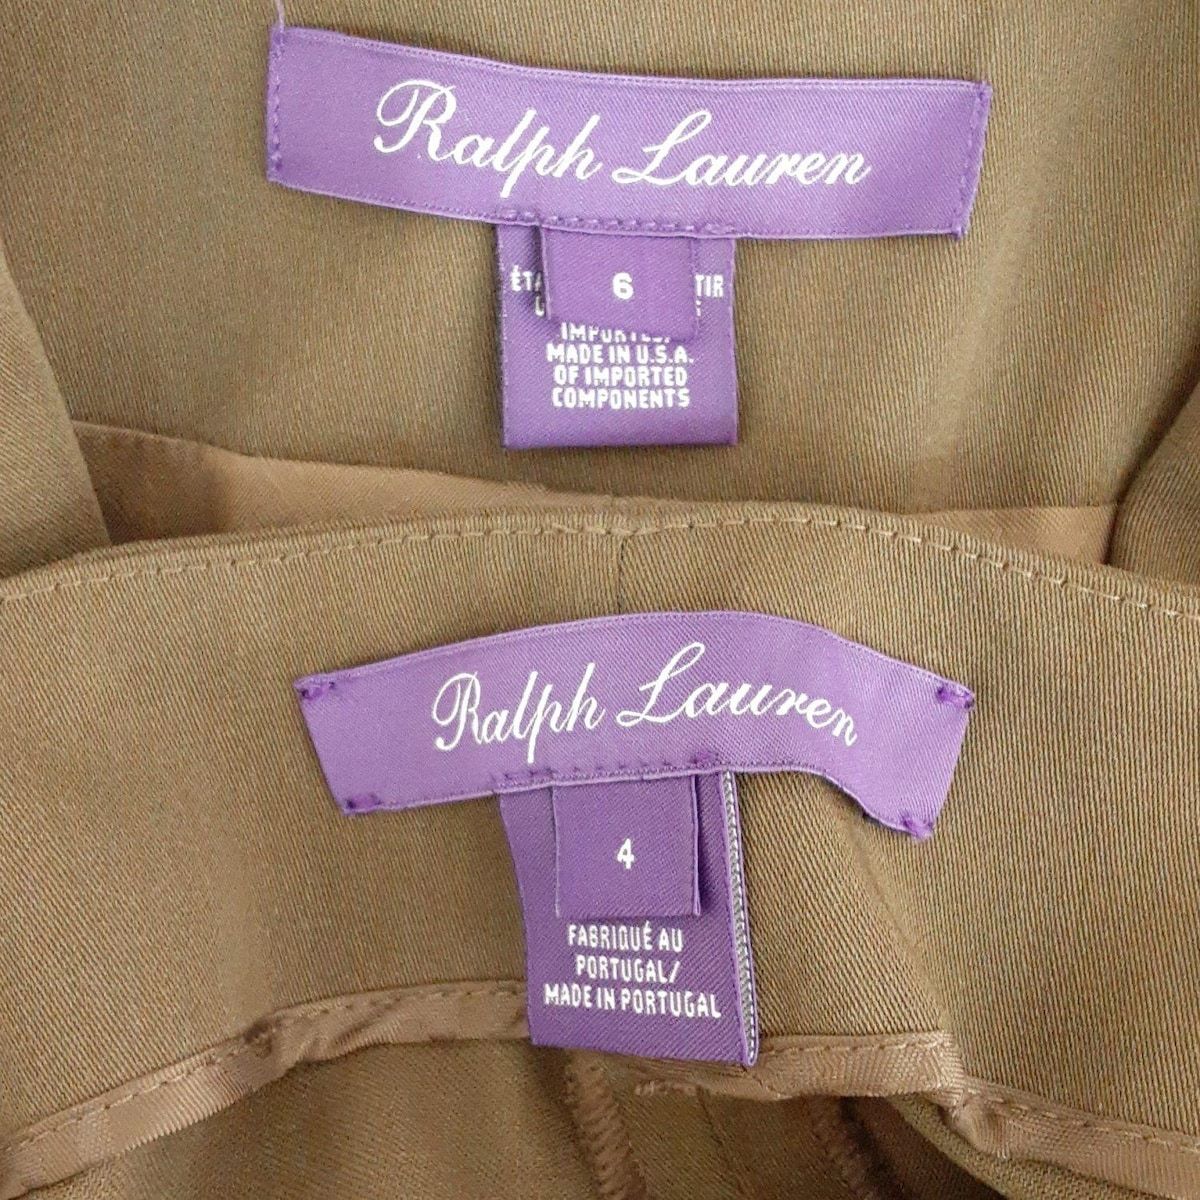 Ralph Lauren
6
MADE IN U.S.A.
OF IMPORTED
COMPONENTS
Ralph Lauren
4
FABRIQUÉ AU
PORTUGAL/
MADE IN PORTUGAL